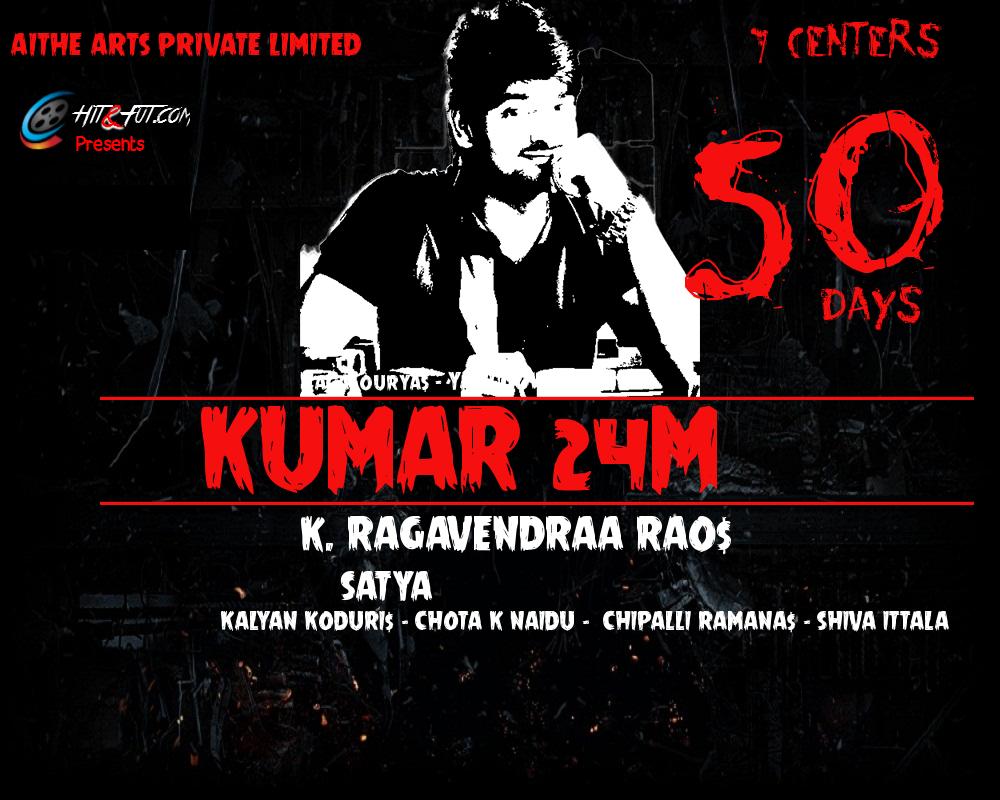 AITHE ARTS PRIVATE LIMITED
7 CENTERS
HIT&FUT.COM
Presents
50
DAYS
KUMAR 24M
K. RAGAVENDRAA RAO$
SATYA
KALYAN KODURI$ - CHOTA K NAIDU - CHIPALLI RAMANA$ - SHIVA ITTALA